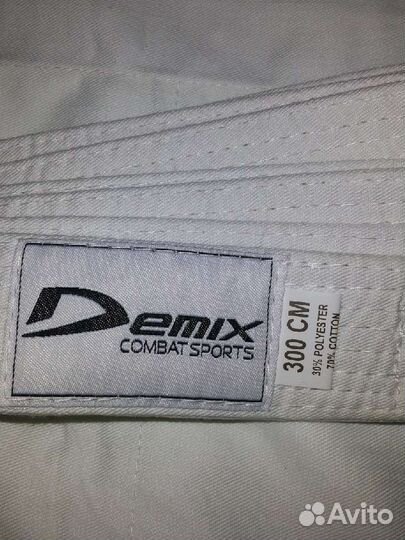 Demix
COMBAT SPORTS
300 CM
30% POLYESTER
70% COTTON
Avito